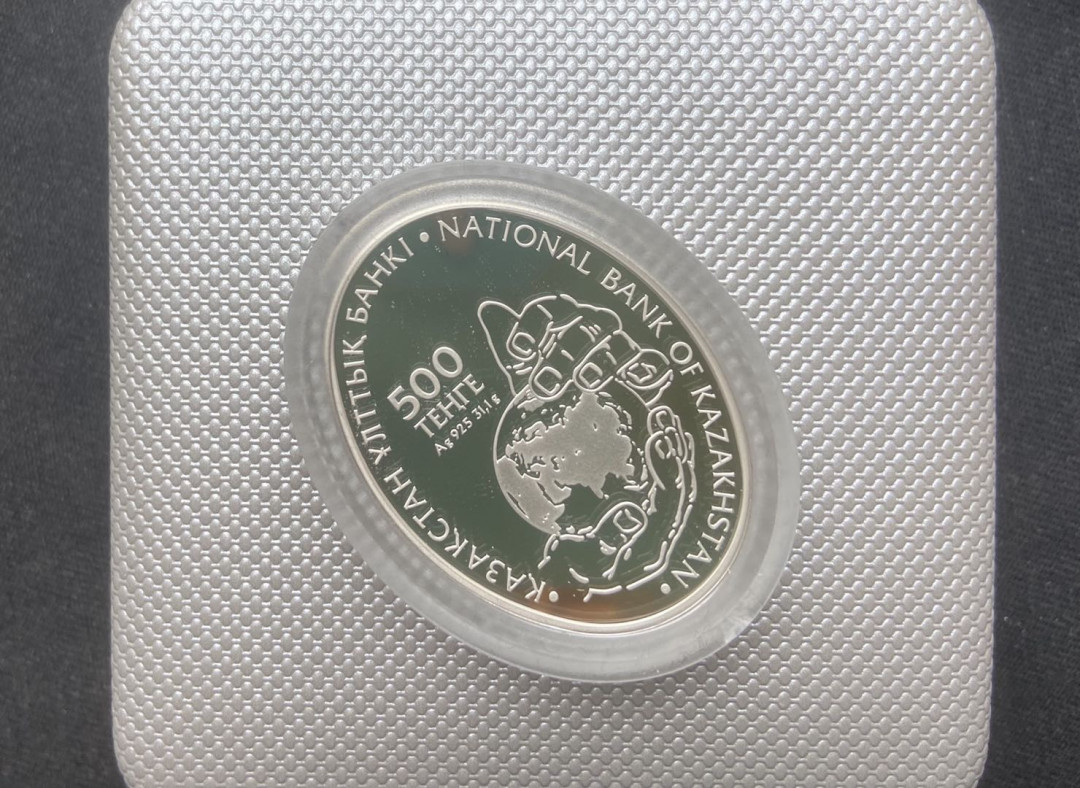 ҚАЗАҚСТАН ҰЛТТЫҚ БАНКІ • NATIONAL BANK OF KAZAKHSTAN •
500
ТЕҢГЕ
Ag 925 31,1 g